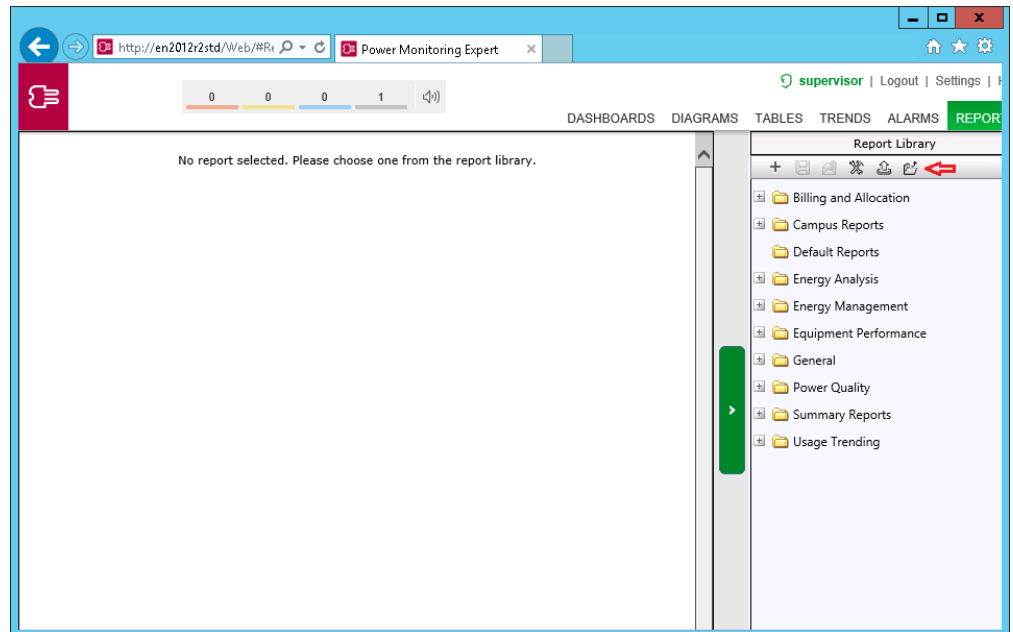 http://en2012r2std/Web/#Re
Power Monitoring Expert
supervisor | Logout | Settings |
0 0 0 1
DASHBOARDS DIAGRAMS TABLES TRENDS ALARMS REPOR
Report Library
No report selected. Please choose one from the report library.
Billing and Allocation
Campus Reports
Default Reports
Energy Analysis
Energy Management
Equipment Performance
General
Power Quality
Summary Reports
Usage Trending